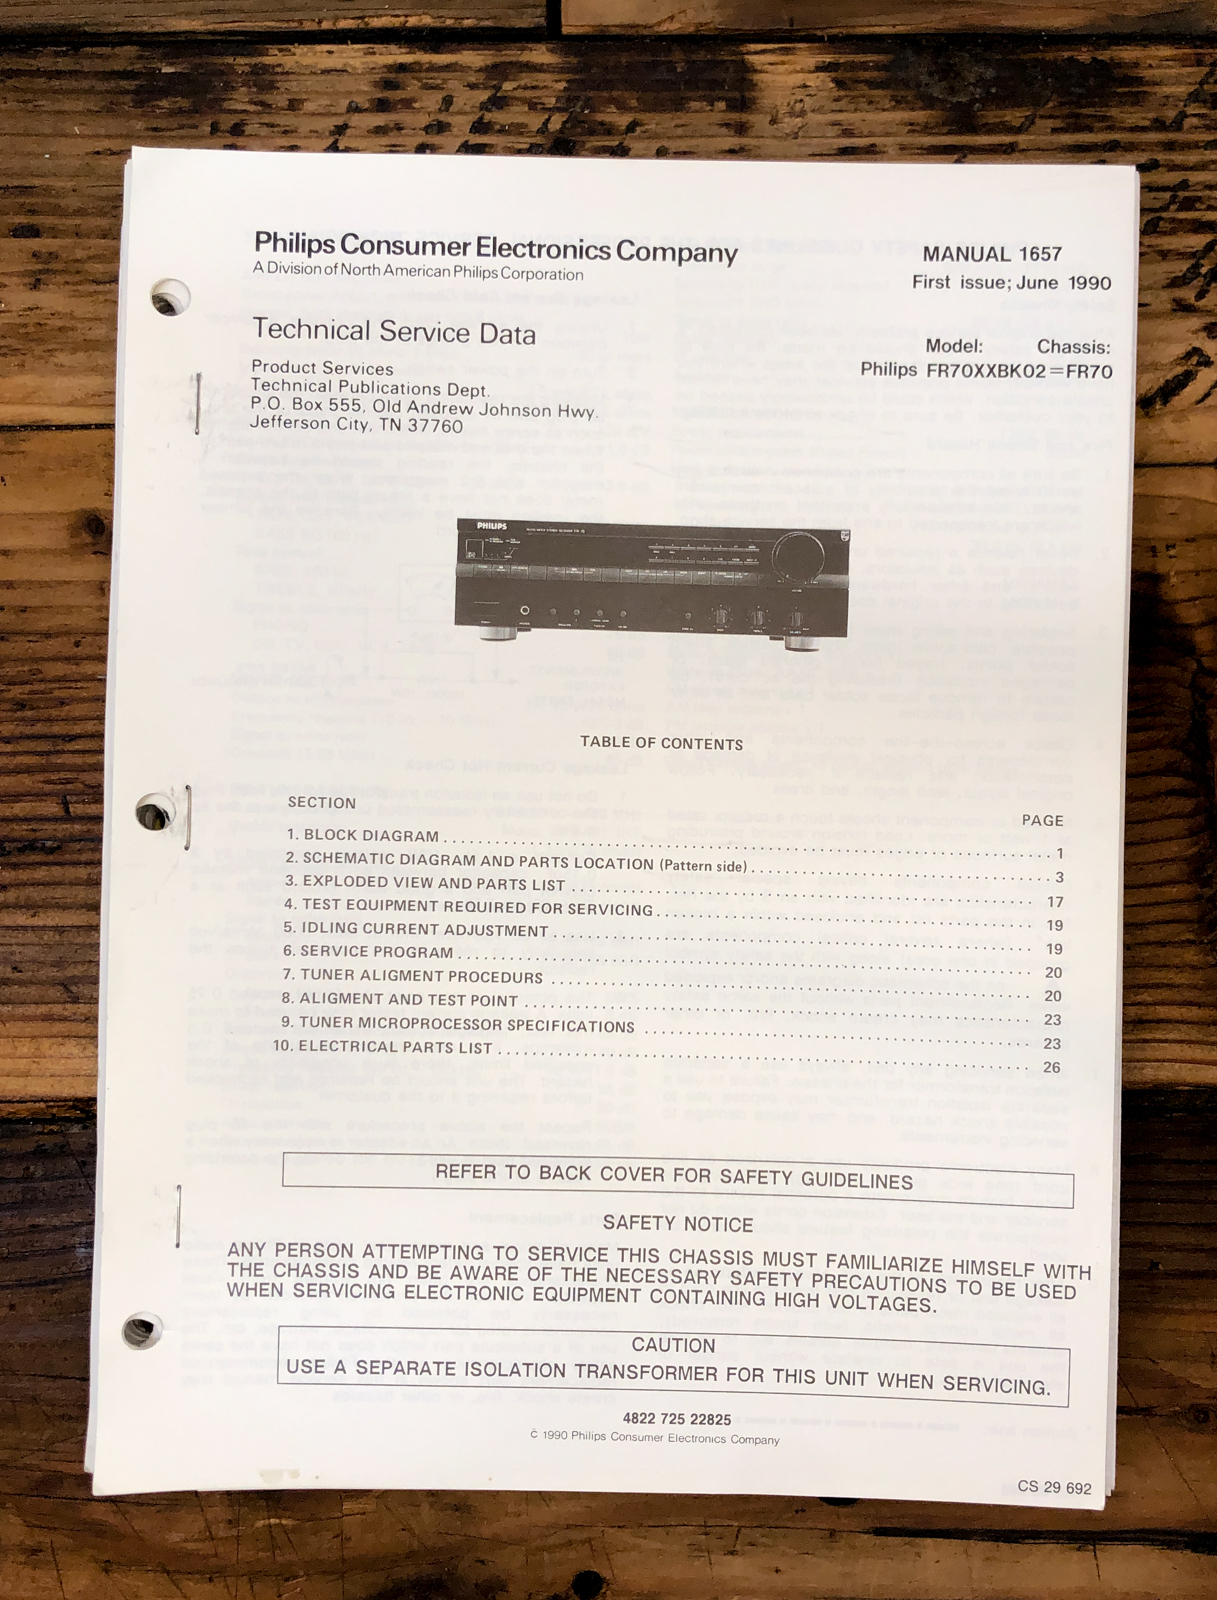 Philips Consumer Electronics Company
A Division of North American Philips Corporation
MANUAL 1657
First issue; June 1990
Technical Service Data
Model: Chassis:
Philips FR70XXBK02=FR70
Product Services
Technical Publications Dept.
P.O. Box 555, Old Andrew Johnson Hwy.
Jefferson City, TN 37760
PHILIPS
TABLE OF CONTENTS
SECTION PAGE
1. BLOCK DIAGRAM 1
2. SCHEMATIC DIAGRAM AND PARTS LOCATION (Pattern side) 3
3. EXPLODED VIEW AND PARTS LIST 17
4. TEST EQUIPMENT REQUIRED FOR SERVICING 19
5. IDLING CURRENT ADJUSTMENT 19
6. SERVICE PROGRAM 20
7. TUNER ALIGMENT PROCEDURS 20
8. ALIGMENT AND TEST POINT 23
9. TUNER MICROPROCESSOR SPECIFICATIONS 23
10. ELECTRICAL PARTS LIST 26
REFER TO BACK COVER FOR SAFETY GUIDELINES
SAFETY NOTICE
ANY PERSON ATTEMPTING TO SERVICE THIS CHASSIS MUST FAMILIARIZE HIMSELF WITH
THE CHASSIS AND BE AWARE OF THE NECESSARY SAFETY PRECAUTIONS TO BE USED
WHEN SERVICING ELECTRONIC EQUIPMENT CONTAINING HIGH VOLTAGES.
CAUTION
USE A SEPARATE ISOLATION TRANSFORMER FOR THIS UNIT WHEN SERVICING.
4822 725 22825
© 1990 Philips Consumer Electronics Company
CS 29 692